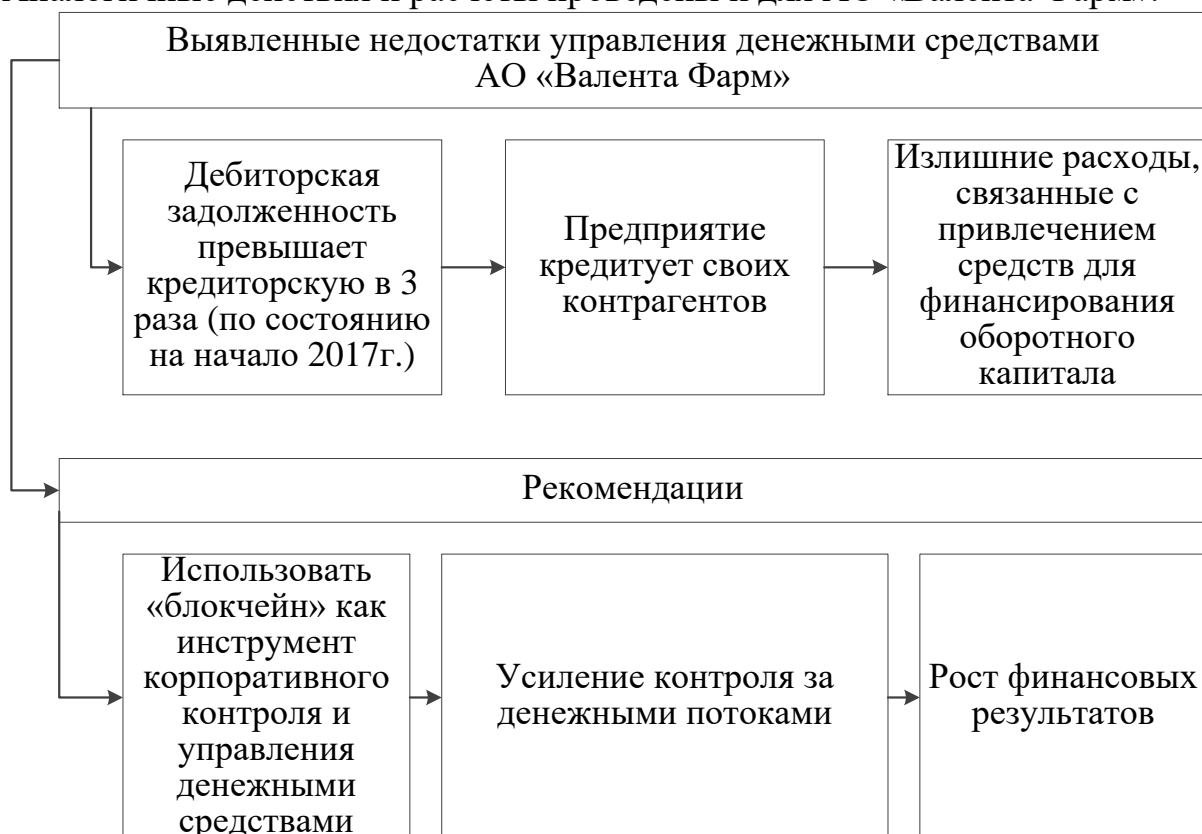 Выявленные недостатки управления денежными средствами
АО «Валента Фарм»
Дебиторская
задолженность
превышает
кредиторскую в 3
раза (по состоянию
на начало 2017г.)
Предприятие
кредитует своих
контрагентов
Излишние расходы,
связанные с
привлечением
средств для
финансирования
оборотного
капитала
Рекомендации
Использовать
«блокчейн» как
инструмент
корпоративного
контроля и
управления
денежными
средствами
Усиление контроля за
денежными потоками
Рост финансовых
результатов